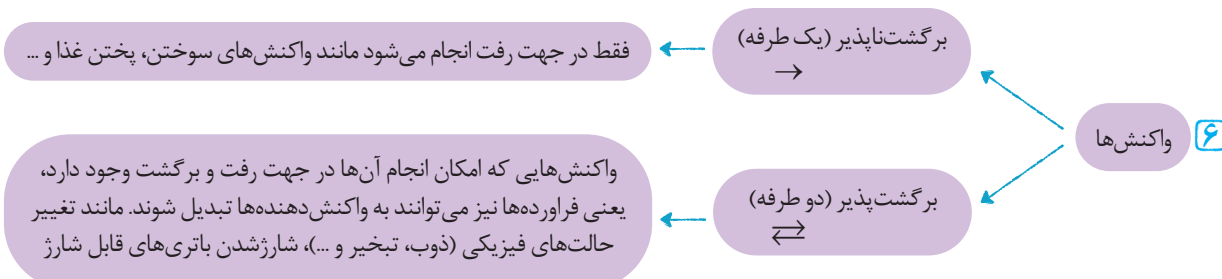 ۶ واکنش‌ها
برگشت‌ناپذیر (یک طرفه)
→
فقط در جهت رفت انجام می‌شود مانند واکنش‌های سوختن، پختن غذا و ...
برگشت‌پذیر (دو طرفه)
⇄
واکنش‌هایی که امکان انجام آن‌ها در جهت رفت و برگشت وجود دارد،
یعنی فراورده‌ها نیز می‌توانند به واکنش‌دهنده‌ها تبدیل شوند. مانند تغییر
حالت‌های فیزیکی (ذوب، تبخیر و ...)، شارژشدن باتری‌های قابل شارژ